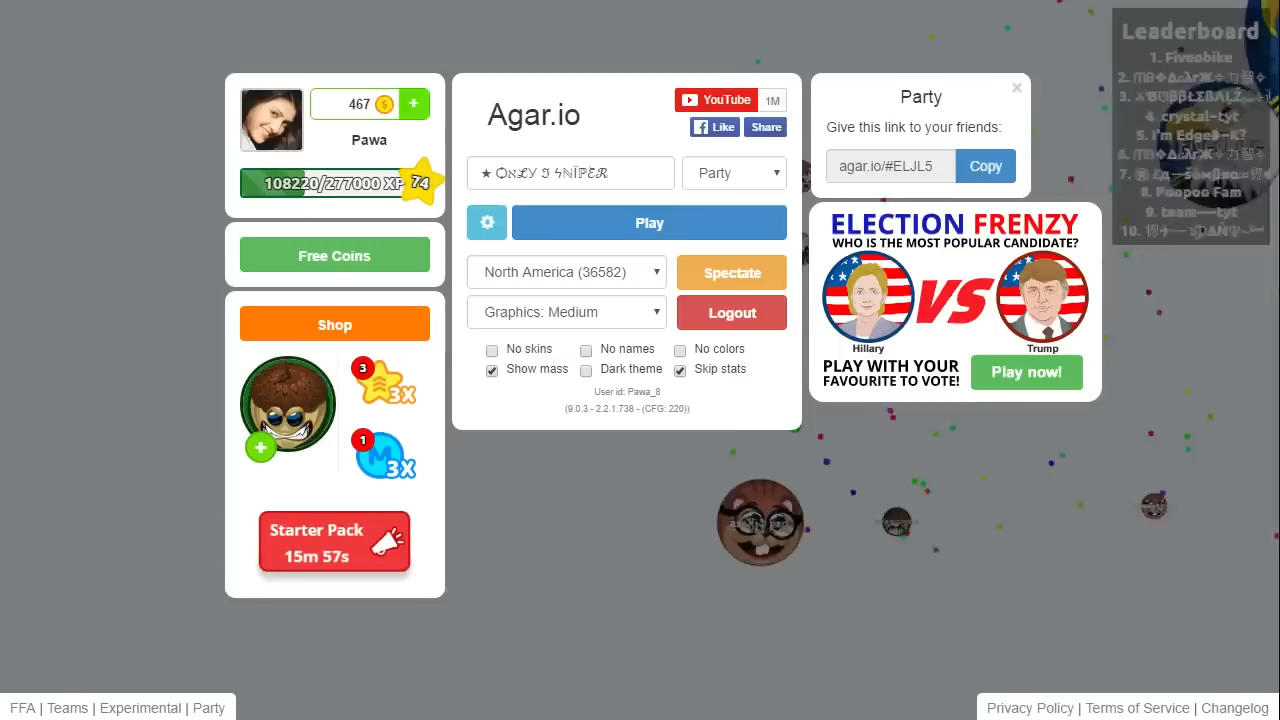 467
Pawa
108220/277000 XP
74
Free Coins
Shop
3
3X
1
M
3X
Starter Pack
15m 57s
Agar.io
YouTube 1M
Like Share
Party
Play
North America (36582)
Spectate
Graphics: Medium
Logout
No skins No names No colors
Show mass Dark theme Skip stats
User id: Pawa_8
(9.0.3 - 2.2.1.738 - (CFG: 220))
Party
Give this link to your friends:
agar.io/#ELJL5 Copy
ELECTION FRENZY
WHO IS THE MOST POPULAR CANDIDATE?
VS
Hillary Trump
PLAY WITH YOUR
FAVOURITE TO VOTE!
Play now!
Leaderboard
1. Fiveobike
2.
3.
4. crystal-tyt
5. I'm Edge
6.
7.
8. Poopoo Fam
9. team──tyt
10.
FFA | Teams | Experimental | Party
Privacy Policy | Terms of Service | Changelog